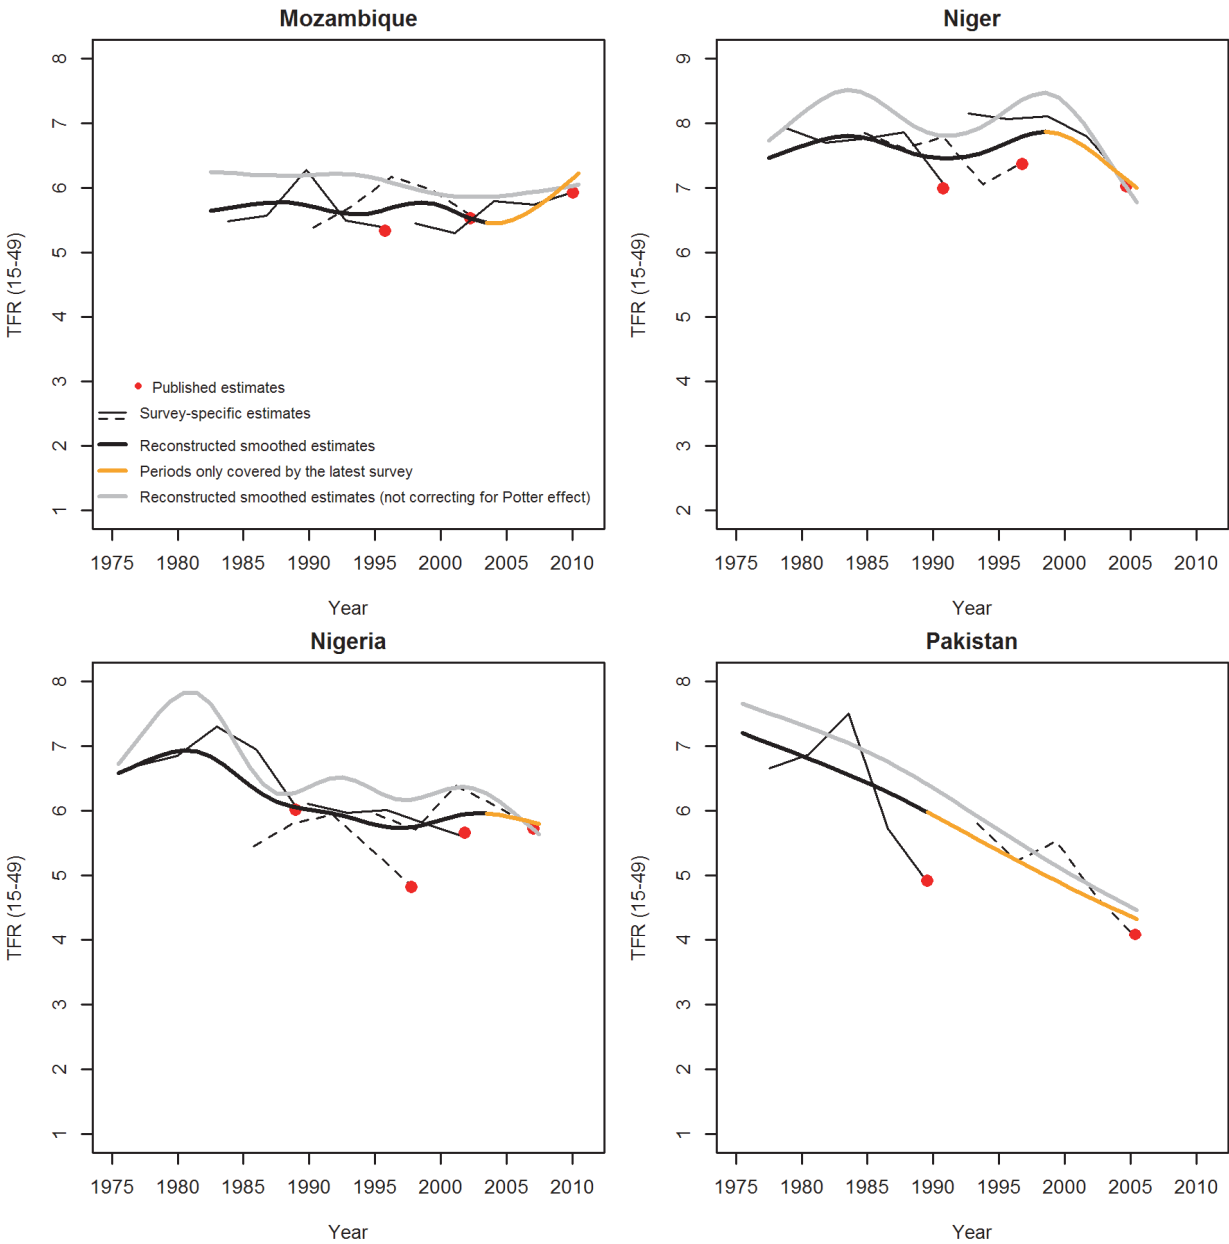 Mozambique
8
7
6
5
4
3
2
1
TFR (15-49)
Published estimates
Survey-specific estimates
Reconstructed smoothed estimates
Periods only covered by the latest survey
Reconstructed smoothed estimates (not correcting for Potter effect)
1975 1980 1985 1990 1995 2000 2005 2010
Year
Niger
9
8
7
6
5
4
3
2
TFR (15-49)
1975 1980 1985 1990 1995 2000 2005 2010
Year
Nigeria
8
7
6
5
4
3
2
1
TFR (15-49)
1975 1980 1985 1990 1995 2000 2005 2010
Year
Pakistan
8
7
6
5
4
3
2
1
TFR (15-49)
1975 1980 1985 1990 1995 2000 2005 2010
Year